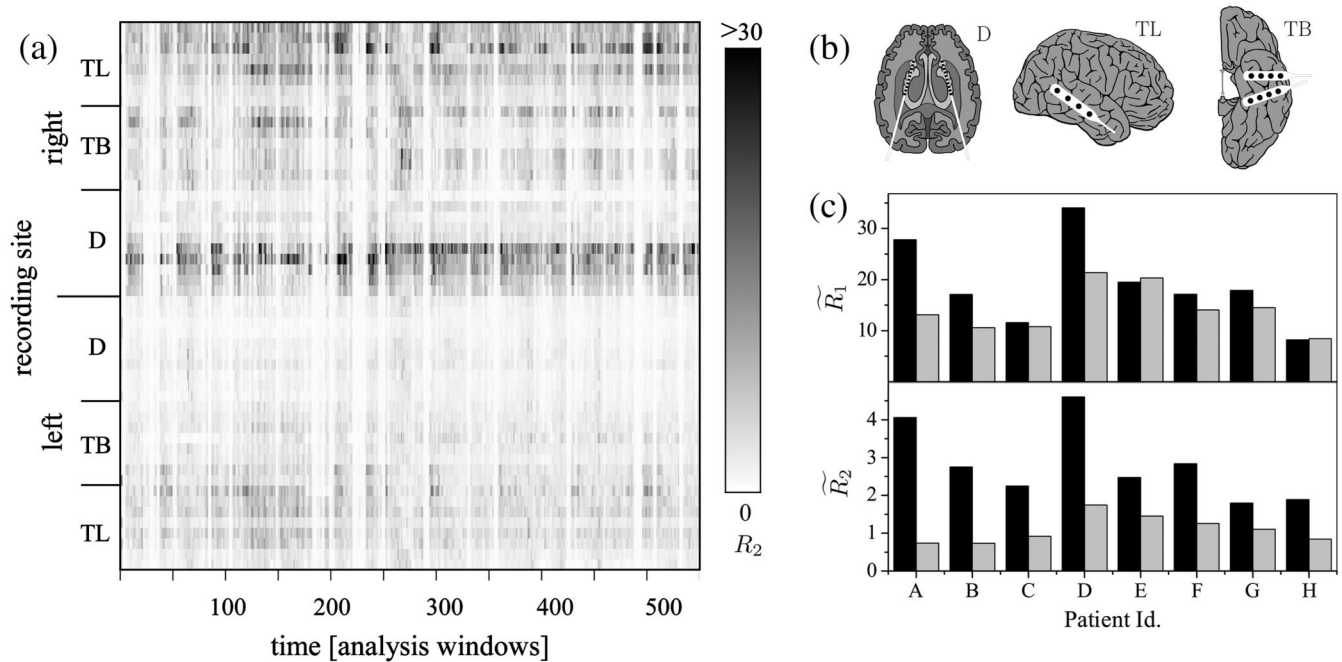 (a)
>30
0
R2
recording site
right
left
TL
TB
D
D
TB
TL
100
200
300
400
500
time [analysis windows]
(b)
D
TL
TB
(c)
R̃1
30
20
10
R̃2
4
3
2
1
0
A B C D E F G H
Patient Id.